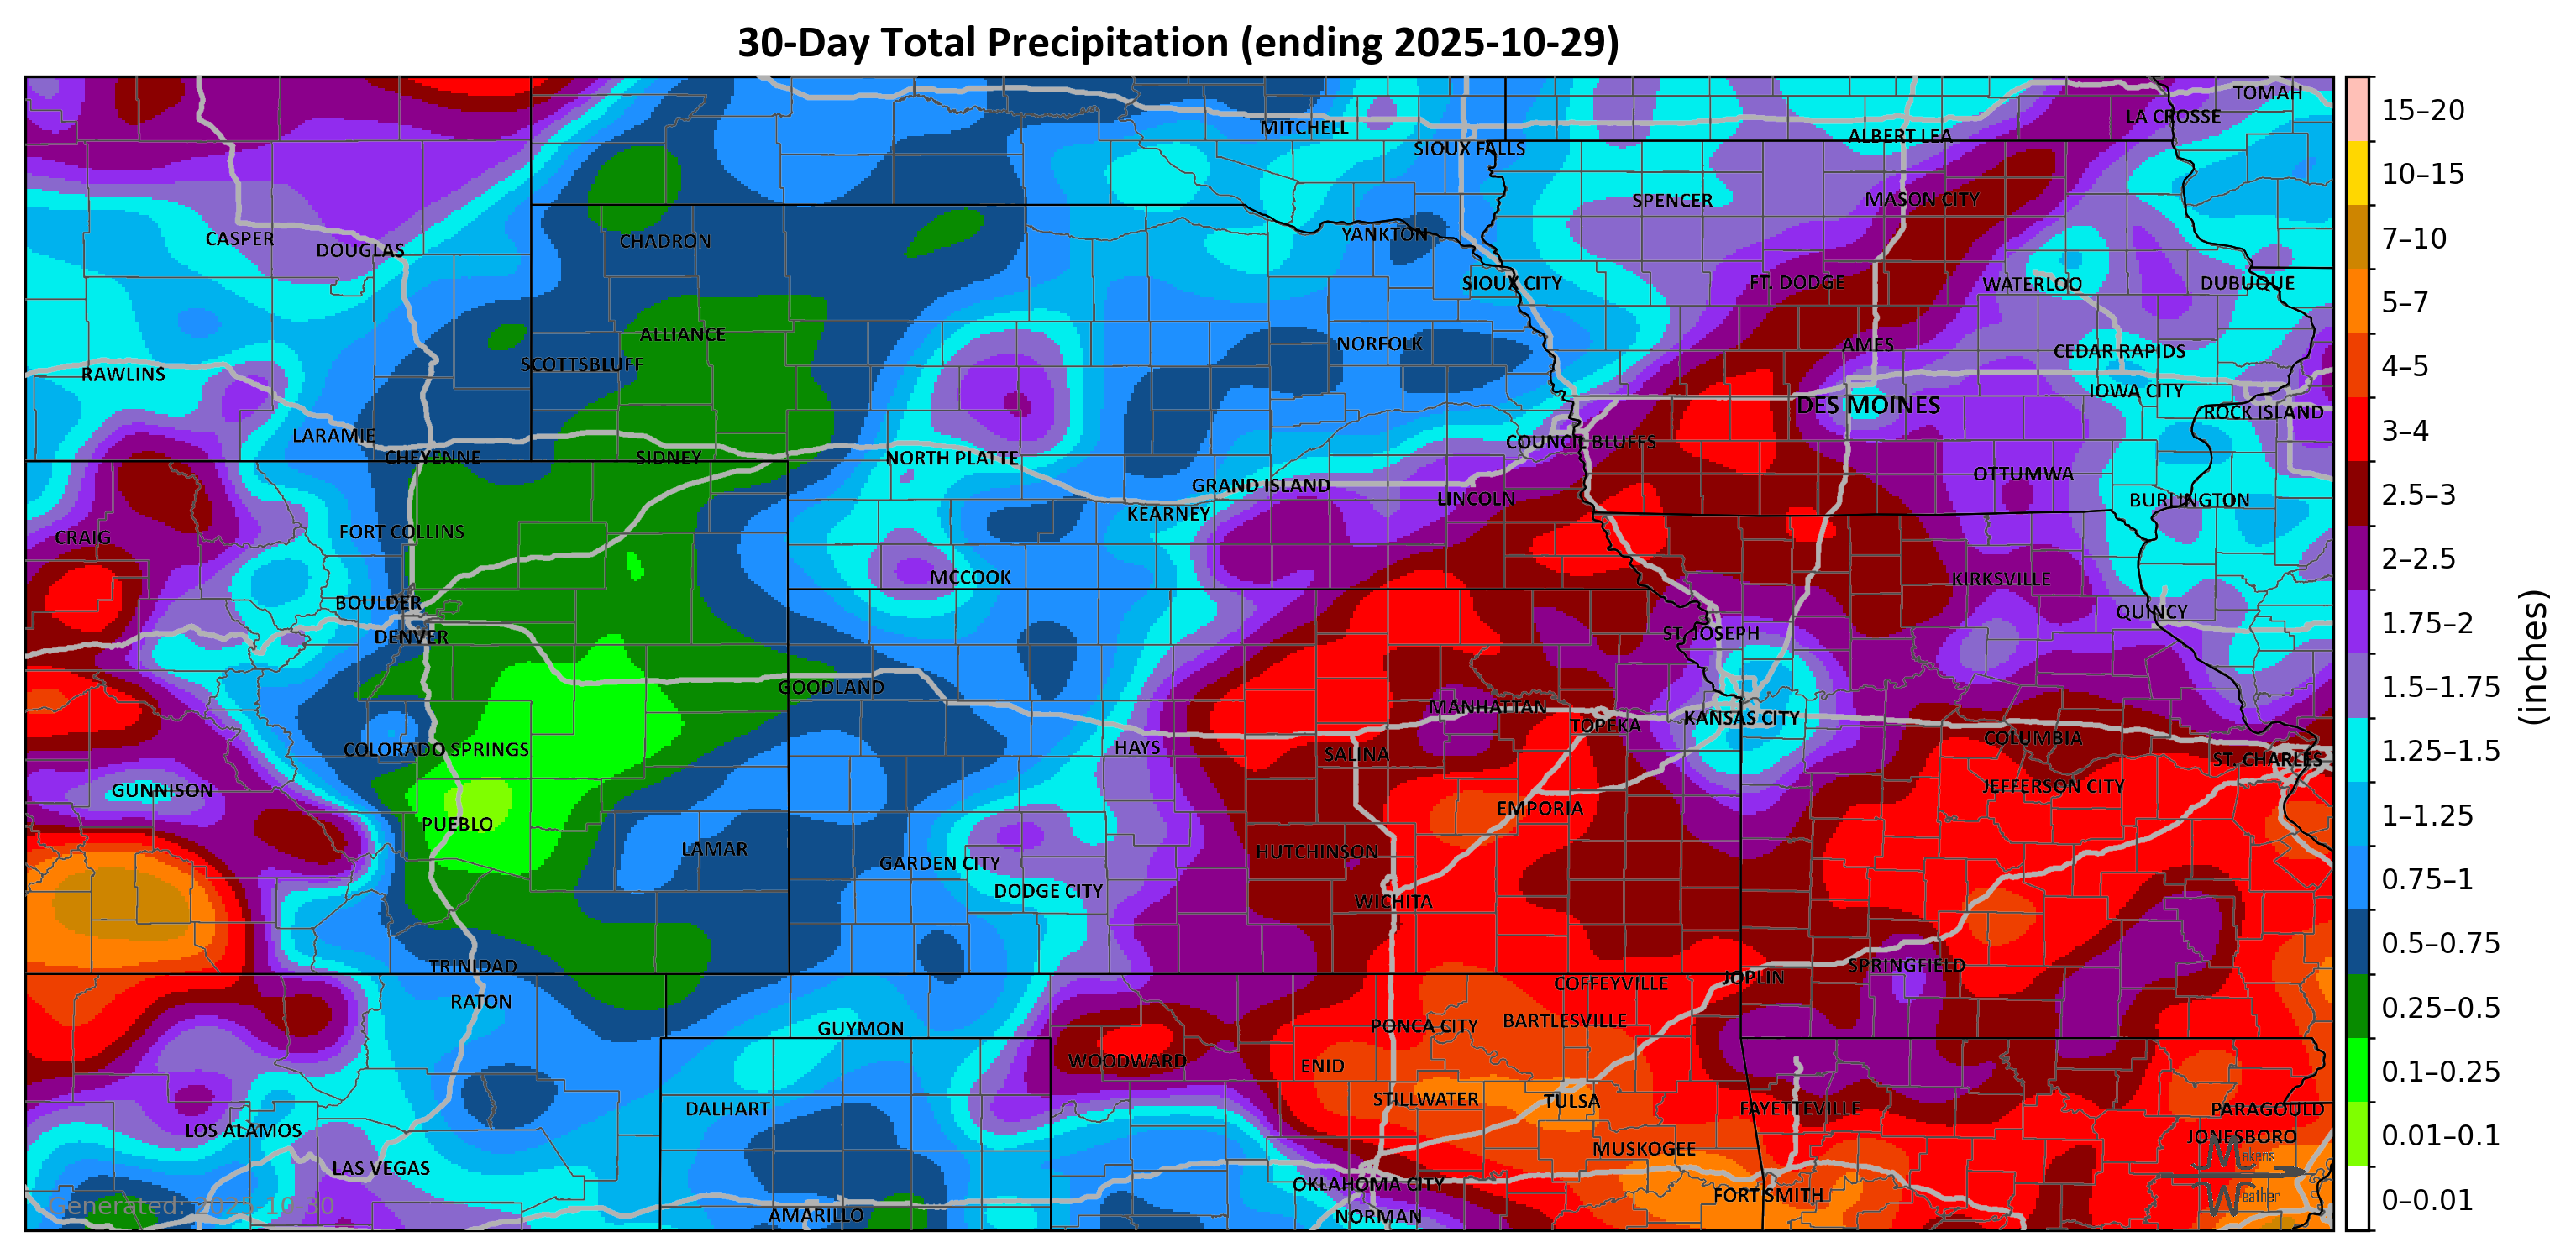 30-Day Total Precipitation (ending 2025-10-29)
TOMAH
LA CROSSE
MITCHELL
ALBERT LEA
SIOUX FALLS
SPENCER
MASON CITY
CASPER
DOUGLAS
CHADRON
YANKTON
SIOUX CITY
FT. DODGE
WATERLOO
DUBUQUE
ALLIANCE
NORFOLK
AMES
CEDAR RAPIDS
SCOTTSBLUFF
RAWLINS
IOWA CITY
DES MOINES
ROCK ISLAND
LARAMIE
COUNCIL BLUFFS
CHEYENNE
SIDNEY
NORTH PLATTE
OTTUMWA
GRAND ISLAND
LINCOLN
BURLINGTON
KEARNEY
FORT COLLINS
CRAIG
MCCOOK
KIRKSVILLE
BOULDER
QUINCY
DENVER
ST. JOSEPH
GOODLAND
MANHATTAN
TOPEKA
KANSAS CITY
COLUMBIA
COLORADO SPRINGS
HAYS
SALINA
ST. CHARLES
GUNNISON
JEFFERSON CITY
EMPORIA
PUEBLO
LAMAR
HUTCHINSON
GARDEN CITY
DODGE CITY
WICHITA
TRINIDAD
SPRINGFIELD
JOPLIN
COFFEYVILLE
RATON
GUYMON
PONCA CITY
BARTLESVILLE
WOODWARD
ENID
STILLWATER
TULSA
DALHART
FAYETTEVILLE
PARAGOULD
LOS ALAMOS
JONESBORO
MUSKOGEE
Makens
LAS VEGAS
OKLAHOMA CITY
FORT SMITH
Weather
Generated: 2025-10-30
AMARILLO
NORMAN
15–20
10–15
7–10
5–7
4–5
3–4
2.5–3
2–2.5
1.75–2
1.5–1.75
1.25–1.5
1–1.25
0.75–1
0.5–0.75
0.25–0.5
0.1–0.25
0.01–0.1
0–0.01
(inches)